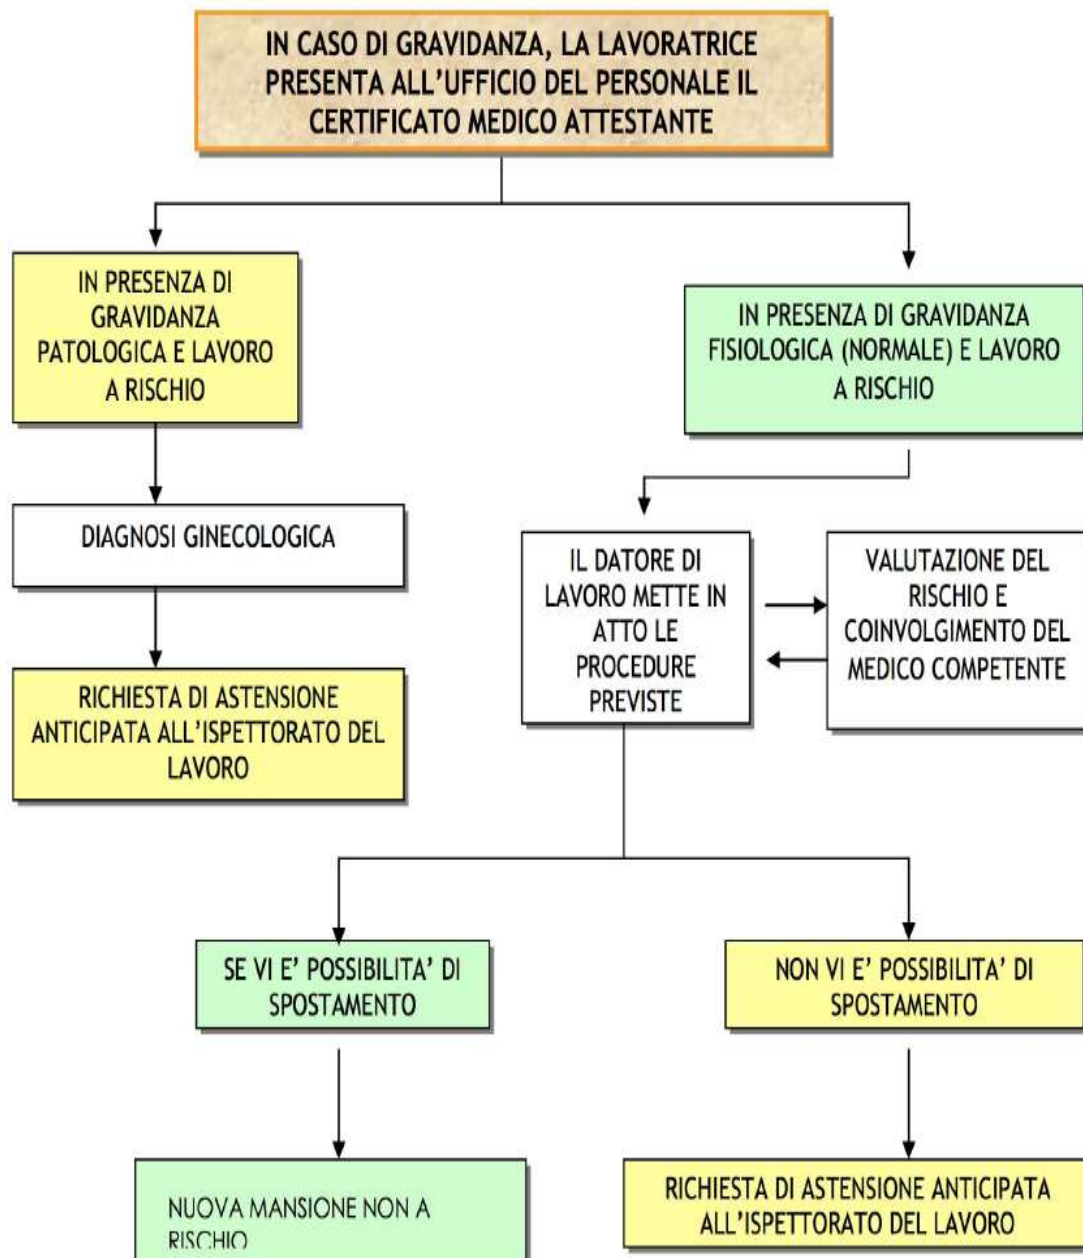 IN CASO DI GRAVIDANZA, LA LAVORATRICE
PRESENTA ALL'UFFICIO DEL PERSONALE IL
CERTIFICATO MEDICO ATTESTANTE
IN PRESENZA DI
GRAVIDANZA
PATOLOGICA E LAVORO
A RISCHIO
IN PRESENZA DI GRAVIDANZA
FISIOLOGICA (NORMALE) E LAVORO
A RISCHIO
DIAGNOSI GINECOLOGICA
IL DATORE DI
LAVORO METTE IN
ATTO LE
PROCEDURE
PREVISTE
VALUTAZIONE DEL
RISCHIO E
COINVOLGIMENTO DEL
MEDICO COMPETENTE
RICHIESTA DI ASTENSIONE
ANTICIPATA ALL'ISPETTORATO DEL
LAVORO
SE VI E' POSSIBILITA' DI
SPOSTAMENTO
NON VI E' POSSIBILITA' DI
SPOSTAMENTO
NUOVA MANSIONE NON A
RISCHIO
RICHIESTA DI ASTENSIONE ANTICIPATA
ALL'ISPETTORATO DEL LAVORO